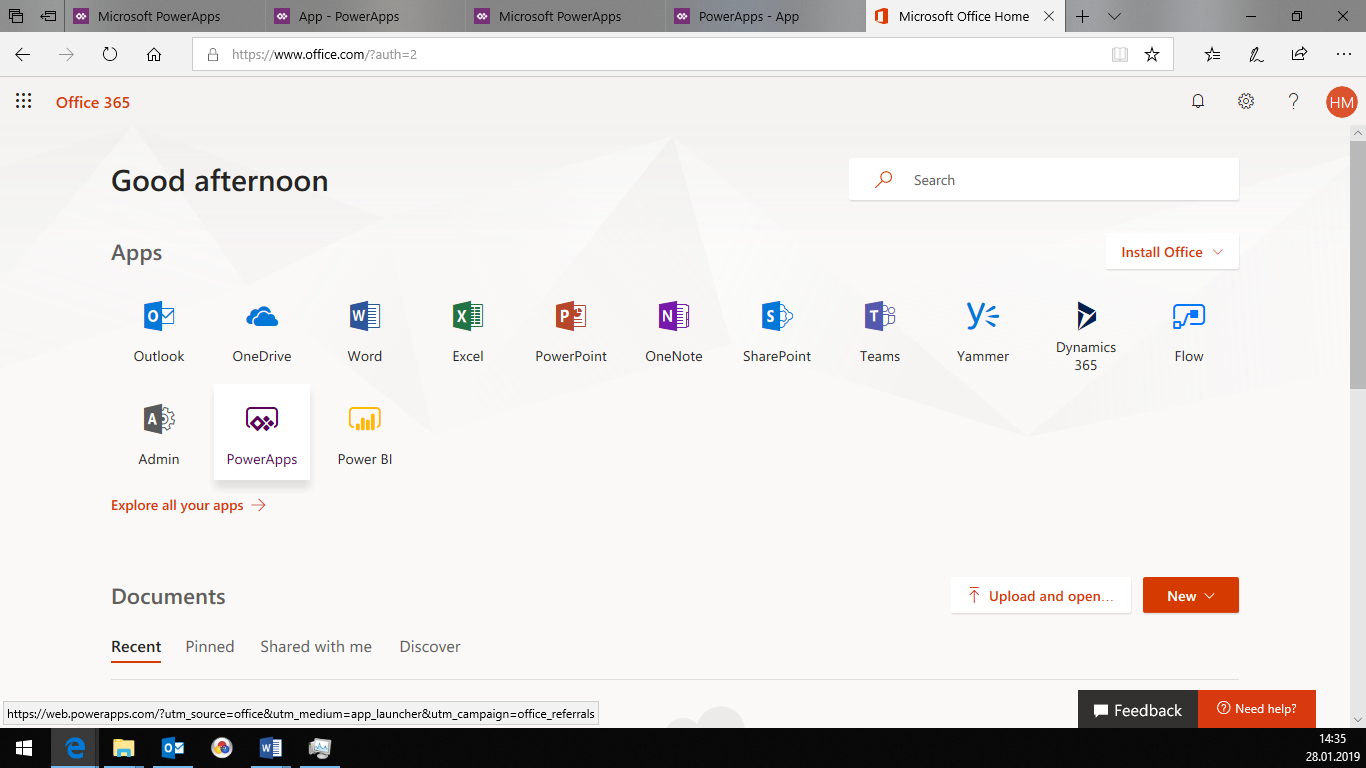 Microsoft PowerApps
App - PowerApps
Microsoft PowerApps
PowerApps - App
Microsoft Office Home
https://www.office.com/?auth=2
Office 365
HM
Good afternoon
Search
Apps
Install Office
Outlook
OneDrive
Word
Excel
PowerPoint
OneNote
SharePoint
Teams
Yammer
Dynamics
365
Flow
Admin
PowerApps
Power BI
Explore all your apps
Documents
Upload and open...
New
Recent
Pinned
Shared with me
Discover
https://web.powerapps.com/?utm_source=office&utm_medium=app_launcher&utm_campaign=office_referrals
Feedback
Need help?
14:35
28.01.2019